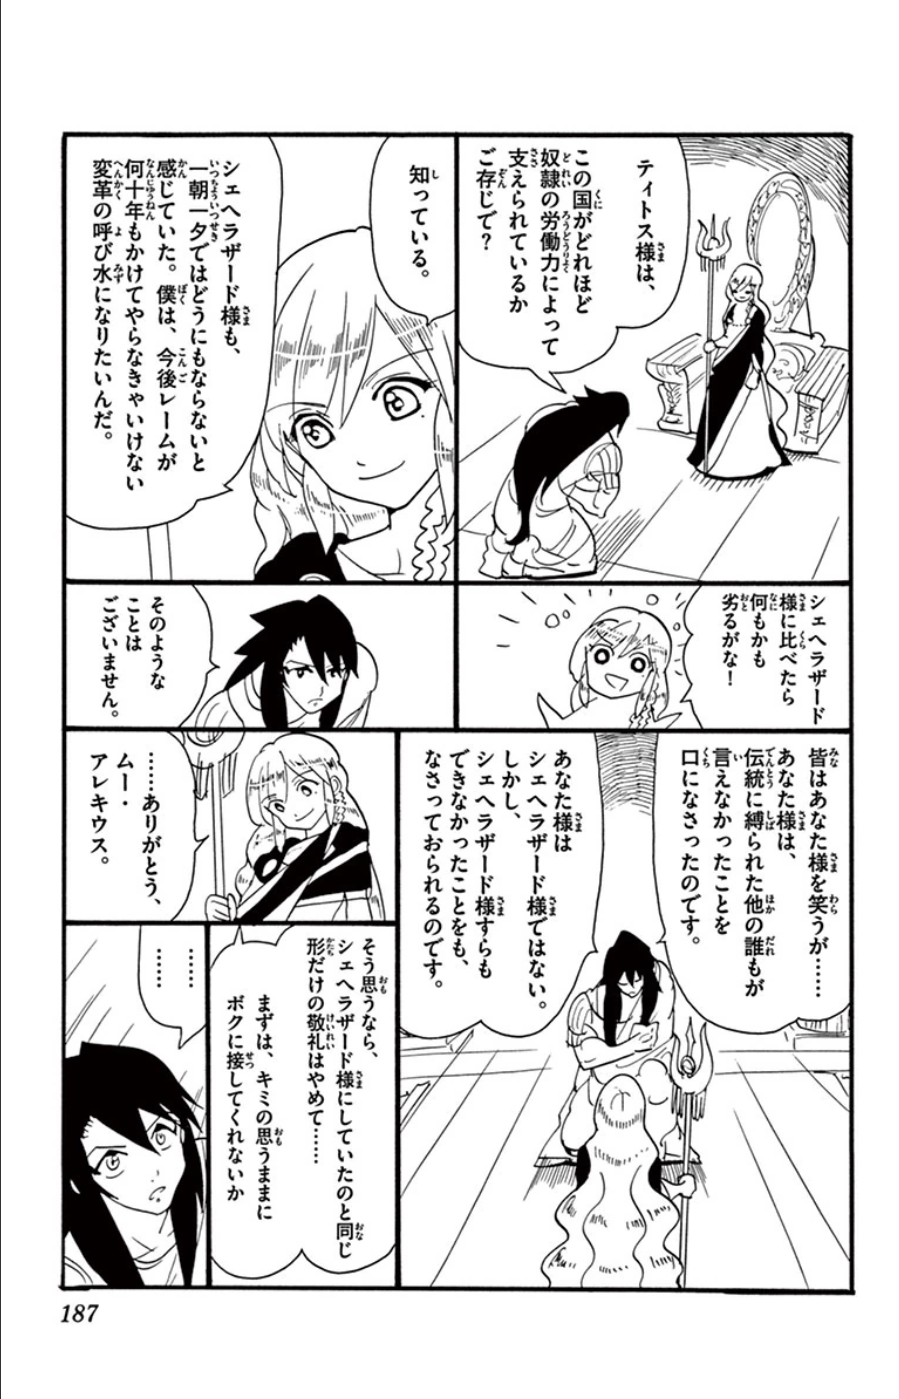 ティトス様は、
この国がどれほど
奴隷の労働力によって
支えられているか
ご存じで？
知っている。
シェヘラザード様も、
一朝一夕ではどうにもならないと
感じていた。僕は、今後レームが
何十年もかけてやらなきゃいけない
変革の呼び水になりたいんだ。
シェヘラザード
様に比べたら
何もかも
劣るがな！
そのような
ことは
ございません。
皆はあなた様を笑うが……
あなた様は、
伝統に縛られた他の誰もが
言えなかったことを
口になさったのです。
あなた様は
シェヘラザード様ではない。
しかし、
シェヘラザード様すらも
できなかったことをも、
なさっておられるのです。
……ありがとう、
ムー・
アレキウス。
そう思うなら、
シェヘラザード様にしていたのと同じ
形だけの敬礼はやめて……
まずは、キミの思うままに
ボクに接してくれないか
……
……
187